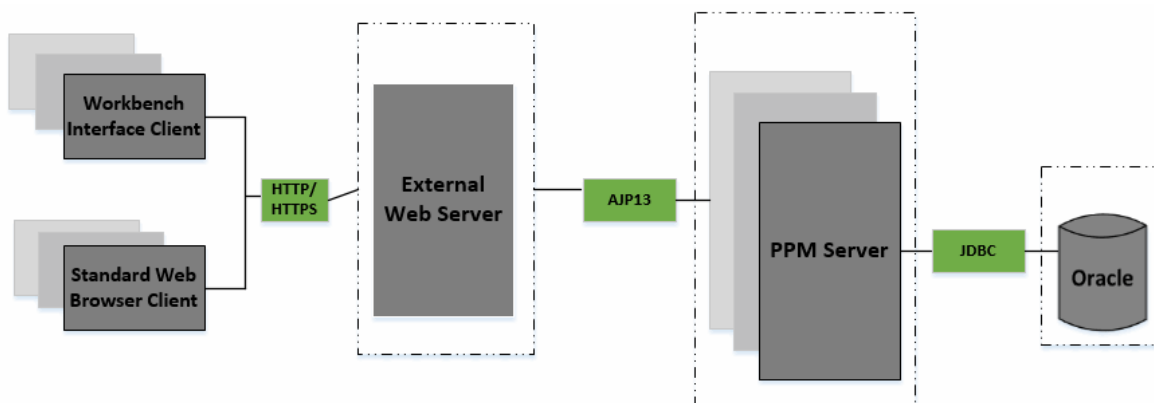 Workbench
Interface Client
HTTP/
HTTPS
Standard Web
Browser Client
External
Web Server
AJP13
PPM Server
JDBC
Oracle